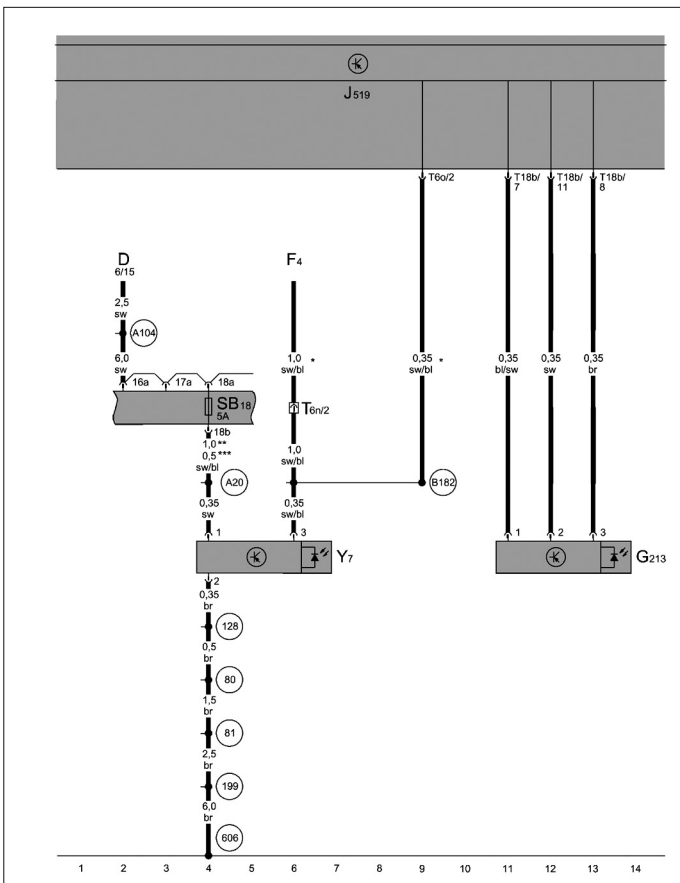 J519
T6o/2 T18b/7 T18b/11 T18b/8
D F4
6/15
2,5
sw
A104
6,0
sw
16a 17a 18a
SB18
5A
18b
1,0 **
0,5 ***
sw/bl
A20
0,35
sw
1,0 *
sw/bl
T6n/2
1,0
sw/bl
B182
0,35
sw/bl
0,35 *
sw/bl
0,35
bl/sw
0,35
sw
0,35
br
1 3 Y7
1 2 3 G213
2
0,35
br
128
0,5
br
80
1,5
br
81
2,5
br
199
6,0
br
606
1 2 3 4 5 6 7 8 9 10 11 12 13 14